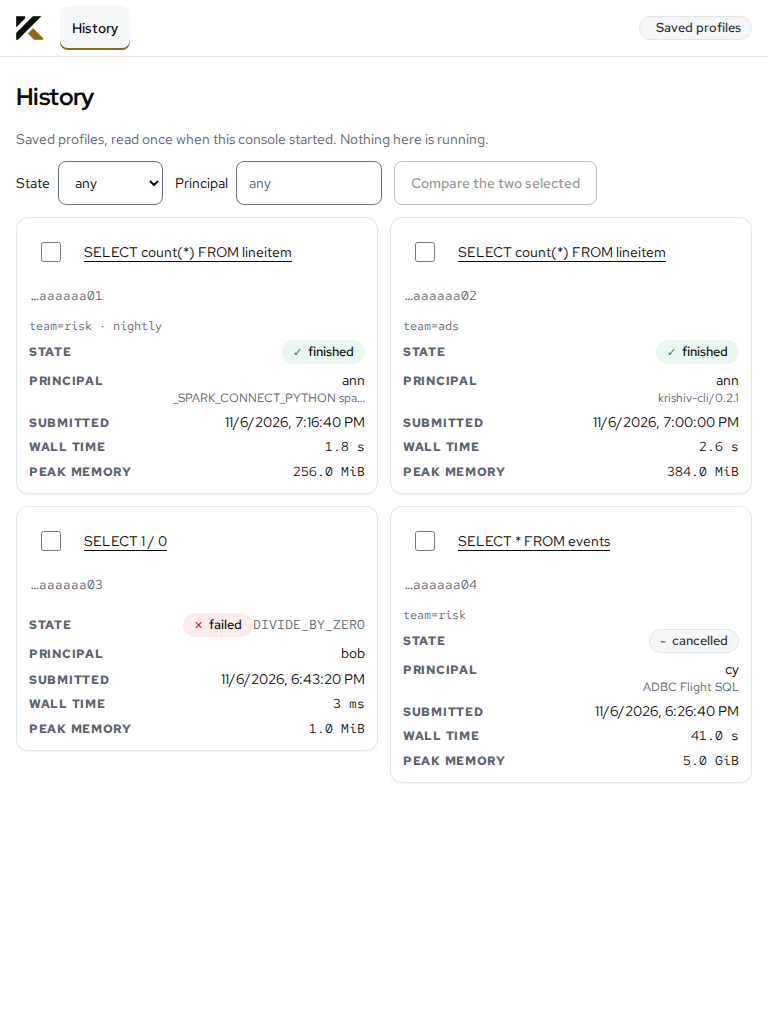 History
Saved profiles
History
Saved profiles, read once when this console started. Nothing here is running.
State any Principal any Compare the two selected
SELECT count(*) FROM lineitem
…aaaaaa01
team=risk · nightly
STATE ✓ finished
PRINCIPAL ann
_SPARK_CONNECT_PYTHON spa…
SUBMITTED 11/6/2026, 7:16:40 PM
WALL TIME 1.8 s
PEAK MEMORY 256.0 MiB
SELECT count(*) FROM lineitem
…aaaaaa02
team=ads
STATE ✓ finished
PRINCIPAL ann
krishiv-cli/0.2.1
SUBMITTED 11/6/2026, 7:00:00 PM
WALL TIME 2.6 s
PEAK MEMORY 384.0 MiB
SELECT 1 / 0
…aaaaaa03
STATE ✕ failed DIVIDE_BY_ZERO
PRINCIPAL bob
SUBMITTED 11/6/2026, 6:43:20 PM
WALL TIME 3 ms
PEAK MEMORY 1.0 MiB
SELECT * FROM events
…aaaaaa04
team=risk
STATE – cancelled
PRINCIPAL cy
ADBC Flight SQL
SUBMITTED 11/6/2026, 6:26:40 PM
WALL TIME 41.0 s
PEAK MEMORY 5.0 GiB